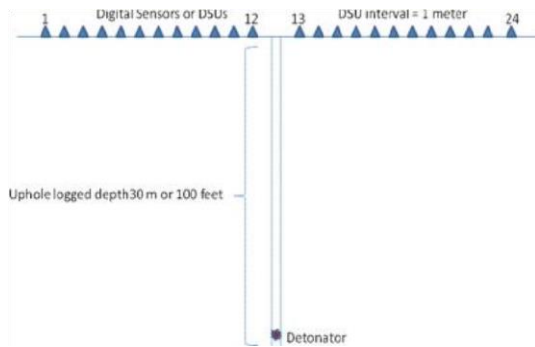 Digital Sensors or DSUs
DSU interval = 1 meter
1 12 13 24
Uphole logged depth30 m or 100 feet
Detonator